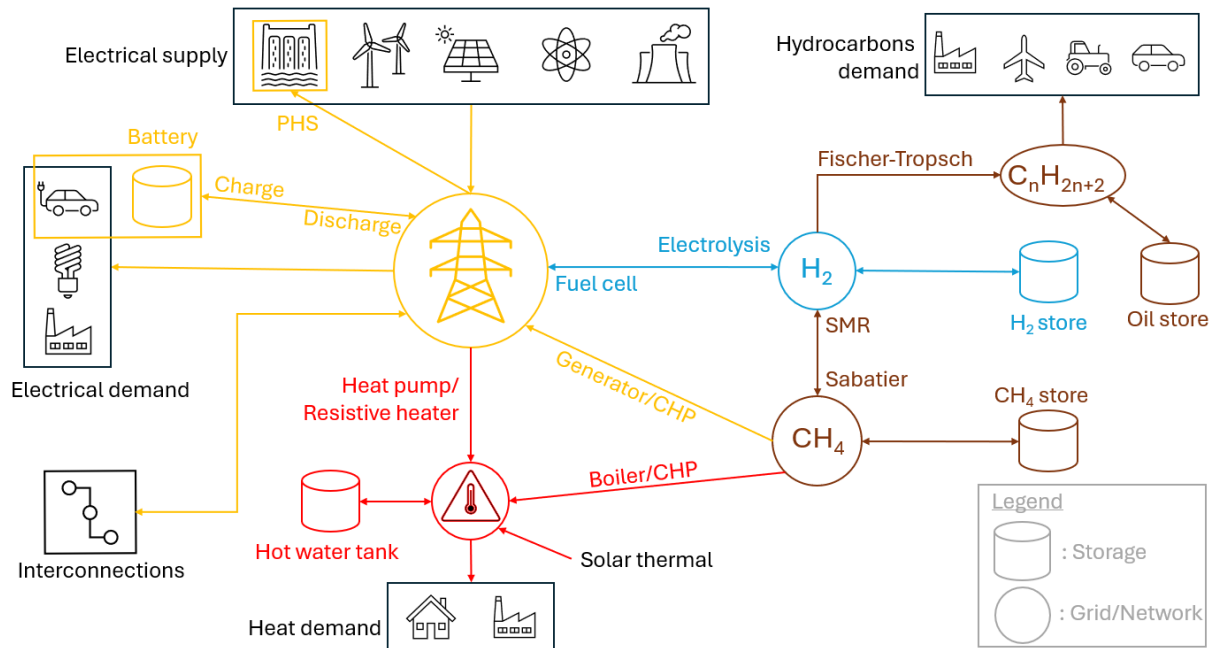 Electrical supply
Hydrocarbons
demand
PHS
Battery
Charge
Discharge
Fischer-Tropsch
CnH2n+2
Electrolysis
Fuel cell
H2
H2 store
Oil store
SMR
Sabatier
Electrical demand
Heat pump/
Resistive heater
Generator/CHP
CH4 store
CH4
Boiler/CHP
Legend
: Storage
: Grid/Network
Hot water tank
Solar thermal
Interconnections
Heat demand